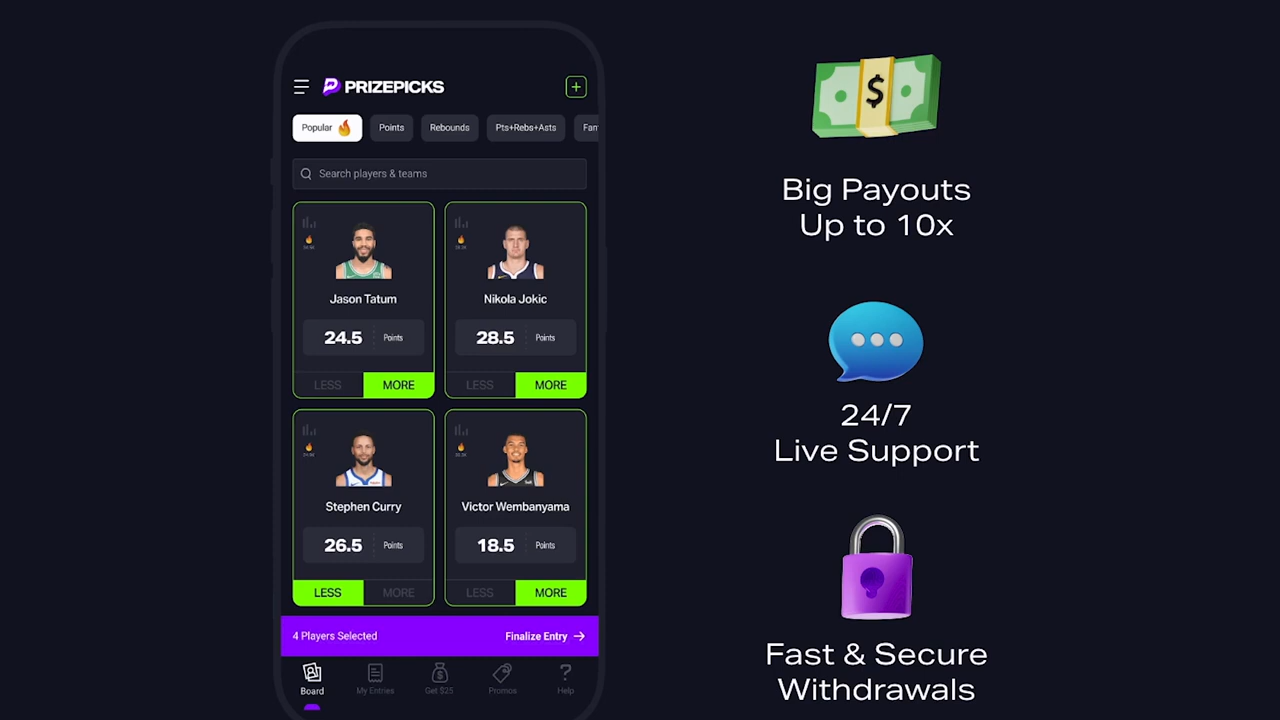 PRIZEPICKS
Popular
Points
Rebounds
Pts+Rebs+Asts
Search players & teams
Jason Tatum
24.5 Points
LESS MORE
Nikola Jokic
28.5 Points
LESS MORE
Stephen Curry
26.5 Points
LESS MORE
Victor Wembanyama
18.5 Points
LESS MORE
4 Players Selected
Finalize Entry
Board
My Entries
Get $25
Promos
Help
$
Big Payouts
Up to 10x
24/7
Live Support
Fast & Secure
Withdrawals